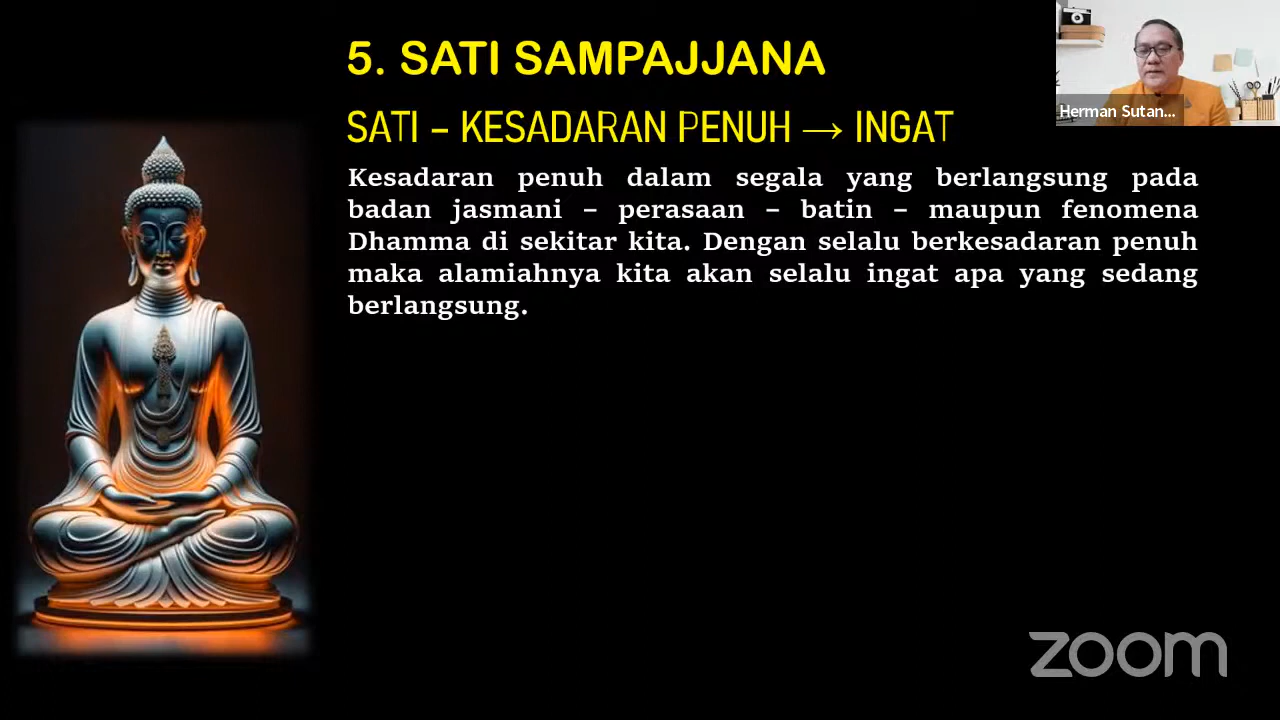 5. SATI SAMPAJJANA
SATI – KESADARAN PENUH → INGAT
Kesadaran penuh dalam segala yang berlangsung pada
badan jasmani – perasaan – batin – maupun fenomena
Dhamma di sekitar kita. Dengan selalu berkesadaran penuh
maka alamiahnya kita akan selalu ingat apa yang sedang
berlangsung.
Herman Sutan...
zoom